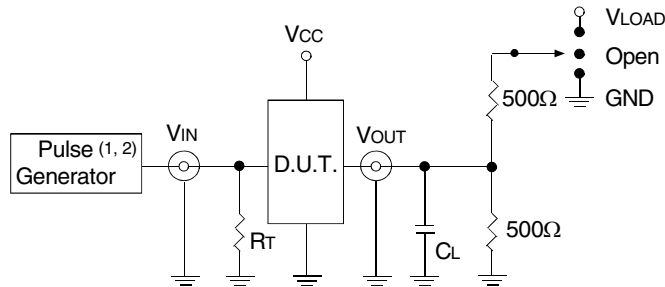 VLOAD
VCC
Open
500Ω
GND
VIN
VOUT
Pulse (1, 2)
Generator
D.U.T.
RT
CL
500Ω